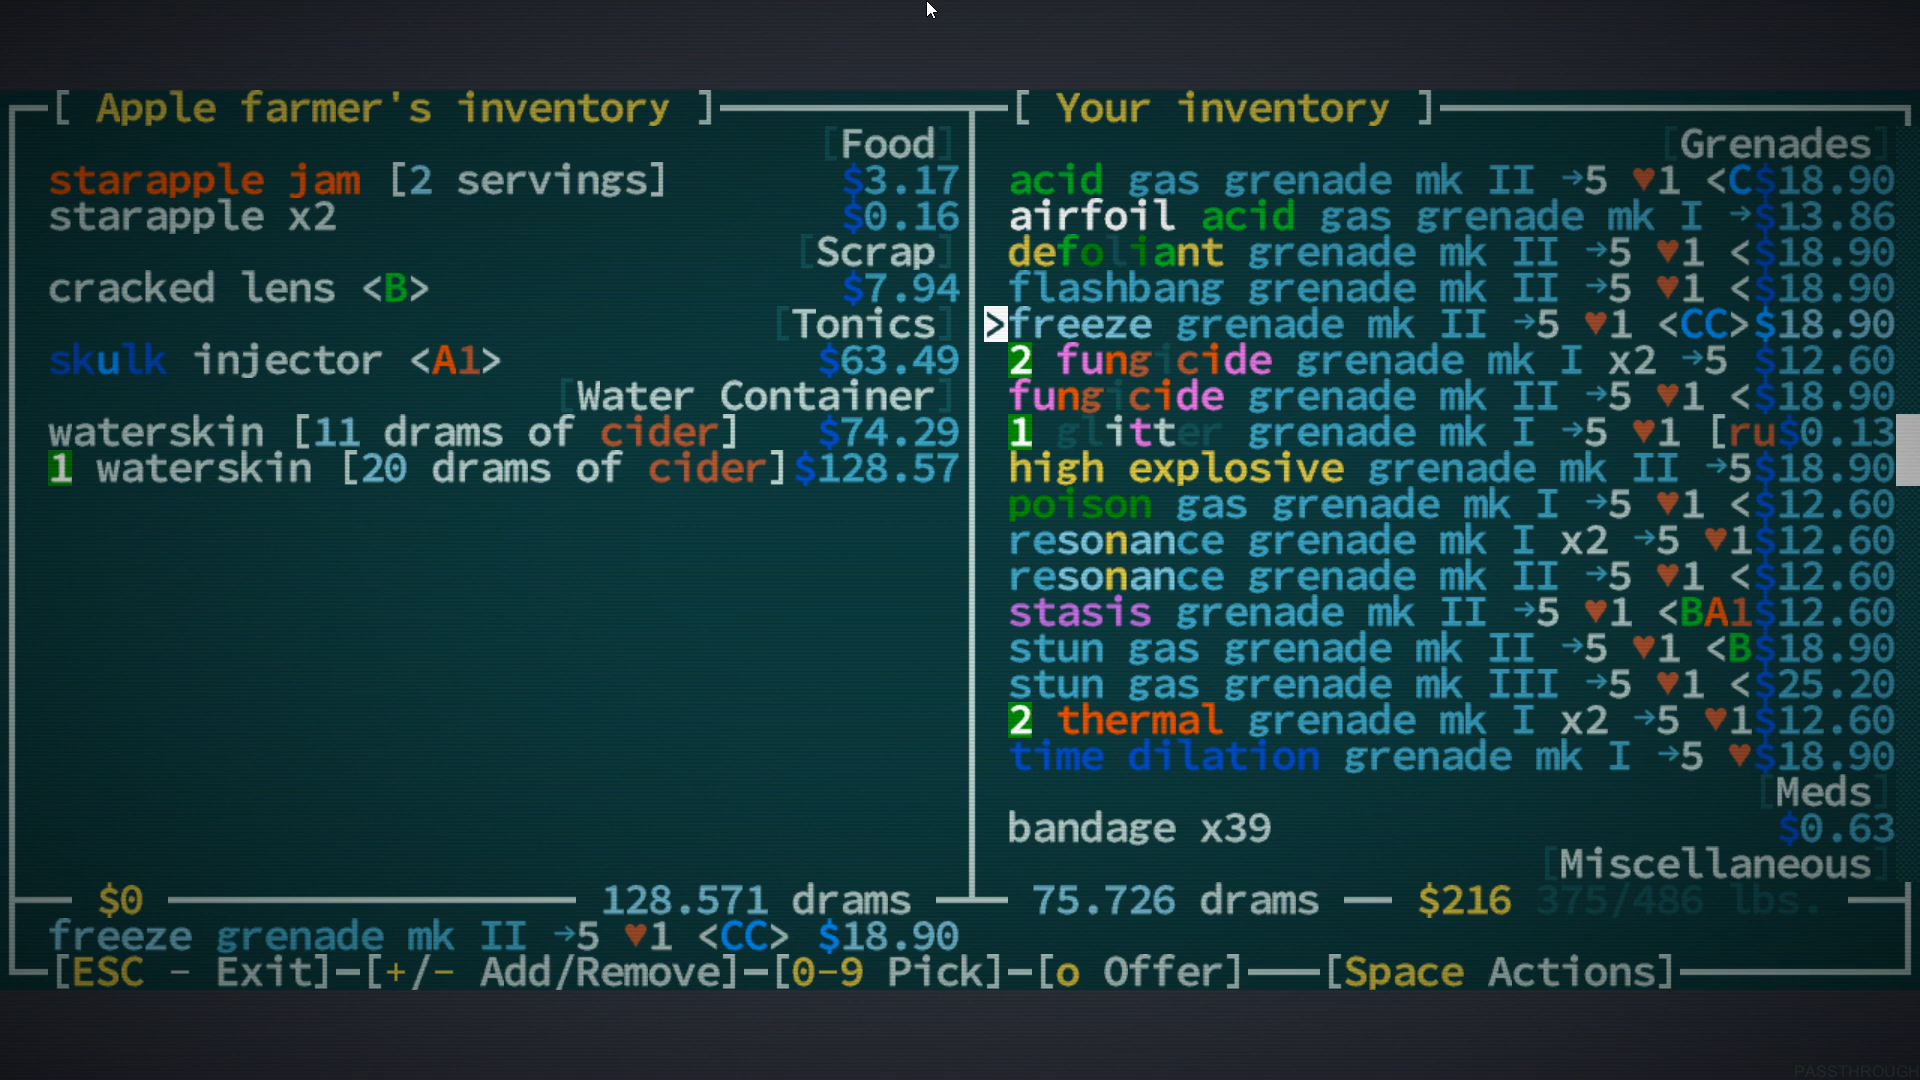 [ Apple farmer's inventory ]
[Food]
starapple jam [2 servings] $3.17
starapple x2 $0.16
[Scrap]
cracked lens <B> $7.94
[Tonics]
skulk injector <A1> $63.49
[Water Container]
waterskin [11 drams of cider] $74.29
1 waterskin [20 drams of cider] $128.57
[ Your inventory ]
[Grenades]
acid gas grenade mk II →5 ♥1 <C$18.90
airfoil acid gas grenade mk I →$13.86
defoliant grenade mk II →5 ♥1 <$18.90
flashbang grenade mk II →5 ♥1 <$18.90
>freeze grenade mk II →5 ♥1 <CC>$18.90
2 fungicide grenade mk I x2 →5 $12.60
fungicide grenade mk II →5 ♥1 <$18.90
1 glitter grenade mk I →5 ♥1 [ru$0.13
high explosive grenade mk II →5$18.90
poison gas grenade mk I →5 ♥1 <$12.60
resonance grenade mk I x2 →5 ♥1$12.60
resonance grenade mk II →5 ♥1 <$12.60
stasis grenade mk II →5 ♥1 <BA1$12.60
stun gas grenade mk II →5 ♥1 <B$18.90
stun gas grenade mk III →5 ♥1 <$25.20
2 thermal grenade mk I x2 →5 ♥1$12.60
time dilation grenade mk I →5 ♥$18.90
[Meds]
bandage x39 $0.63
[Miscellaneous]
$0 128.571 drams 75.726 drams $216 375/486 lbs.
freeze grenade mk II →5 ♥1 <CC> $18.90
[ESC - Exit] [+/- Add/Remove] [0-9 Pick] [o Offer] [Space Actions]
PASSTHROUGH